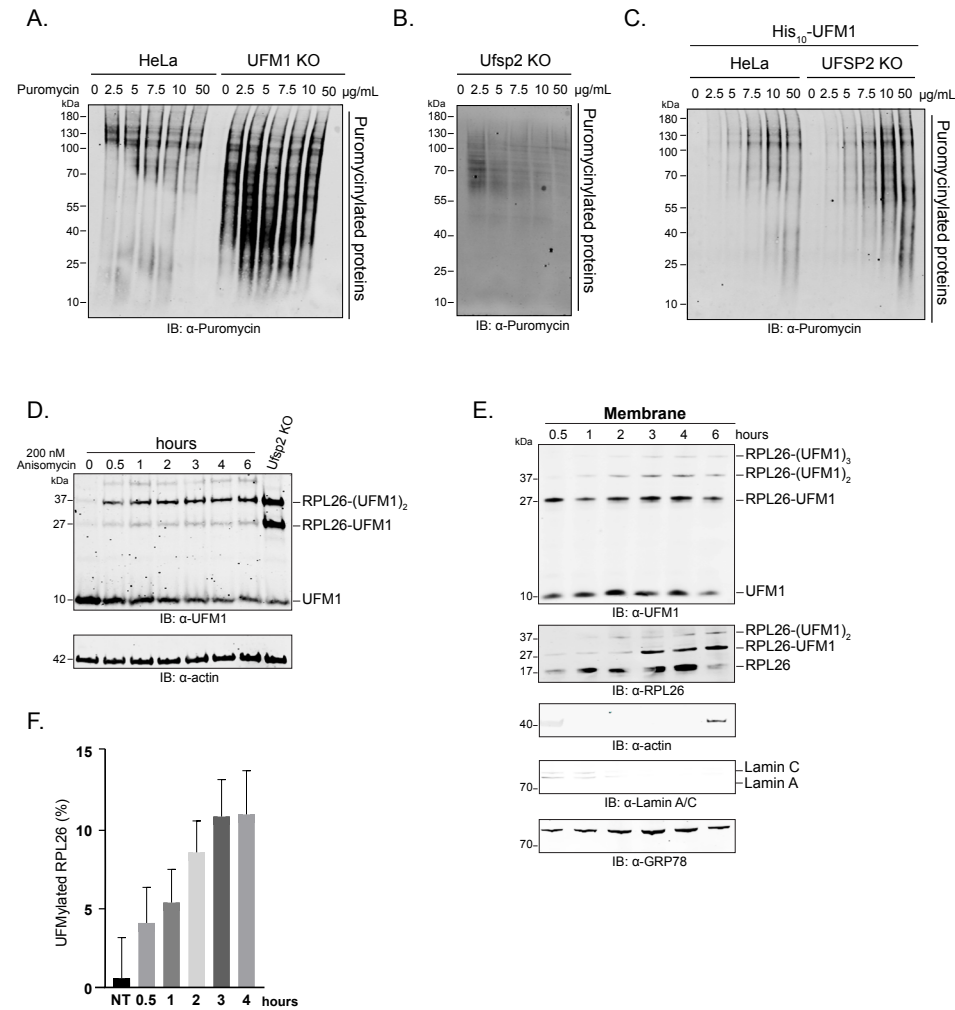 A.
HeLa UFM1 KO
Puromycin 0 2.5 5 7.5 10 50 0 2.5 5 7.5 10 50 µg/mL
kDa
180
130
100
70
55
40
25
10
Puromycinylated proteins
IB: α-Puromycin
B.
Ufsp2 KO
0 2.5 5 7.5 10 50 µg/mL
kDa
180
130
100
70
55
40
25
10
Puromycinylated proteins
IB: α-Puromycin
C.
His10-UFM1
HeLa UFSP2 KO
0 2.5 5 7.5 10 50 0 2.5 5 7.5 10 50 µg/mL
kDa
180
130
100
70
55
40
25
10
Puromycinylated proteins
IB: α-Puromycin
D.
hours
200 nM
Anisomycin 0 0.5 1 2 3 4 6 Ufsp2 KO
kDa
37 RPL26-(UFM1)2
27 RPL26-UFM1
10 UFM1
IB: α-UFM1
42
IB: α-actin
E.
Membrane
0.5 1 2 3 4 6 hours
kDa
RPL26-(UFM1)3
37 RPL26-(UFM1)2
27 RPL26-UFM1
10 UFM1
IB: α-UFM1
37 RPL26-(UFM1)2
27 RPL26-UFM1
17 RPL26
IB: α-RPL26
40
IB: α-actin
Lamin C
70 Lamin A
IB: α-Lamin A/C
70
IB: α-GRP78
F.
UFMylated RPL26 (%)
15
10
5
0
NT 0.5 1 2 3 4 hours